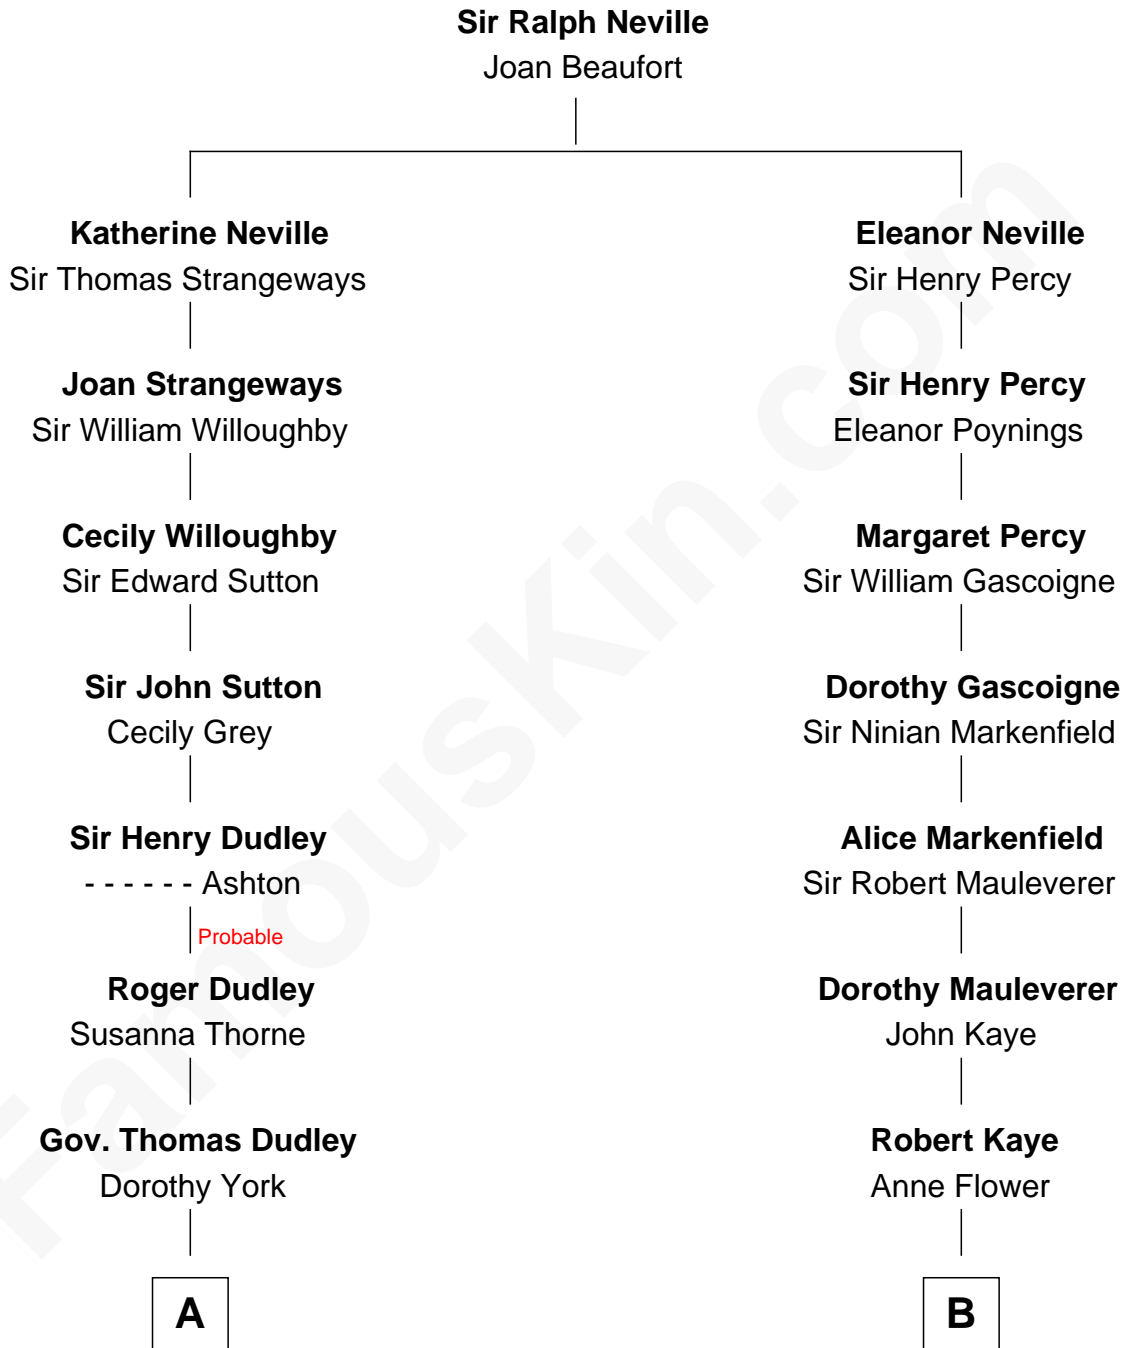 Sir Ralph Neville
Joan Beaufort
Katherine Neville
Sir Thomas Strangeways
Eleanor Neville
Sir Henry Percy
Joan Strangeways
Sir William Willoughby
Sir Henry Percy
Eleanor Poynings
Cecily Willoughby
Sir Edward Sutton
Margaret Percy
Sir William Gascoigne
Sir John Sutton
Cecily Grey
Dorothy Gascoigne
Sir Ninian Markenfield
Sir Henry Dudley
- - - - - - Ashton
Probable
Alice Markenfield
Sir Robert Mauleverer
Roger Dudley
Susanna Thorne
Dorothy Mauleverer
John Kaye
Gov. Thomas Dudley
Dorothy York
Robert Kaye
Anne Flower
A
B
FamousKin.com